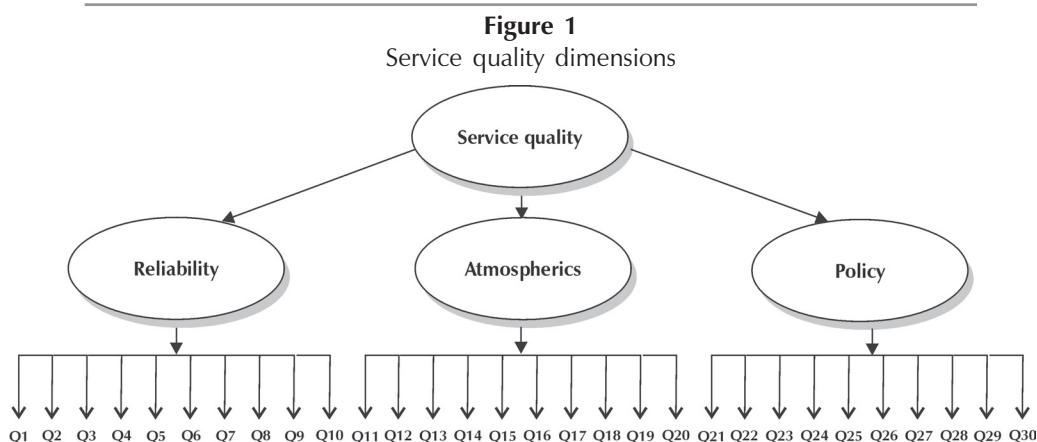 Figure 1
Service quality dimensions
Service quality
Reliability
Atmospherics
Policy
Q1 Q2 Q3 Q4 Q5 Q6 Q7 Q8 Q9 Q10 Q11 Q12 Q13 Q14 Q15 Q16 Q17 Q18 Q19 Q20 Q21 Q22 Q23 Q24 Q25 Q26 Q27 Q28 Q29 Q30